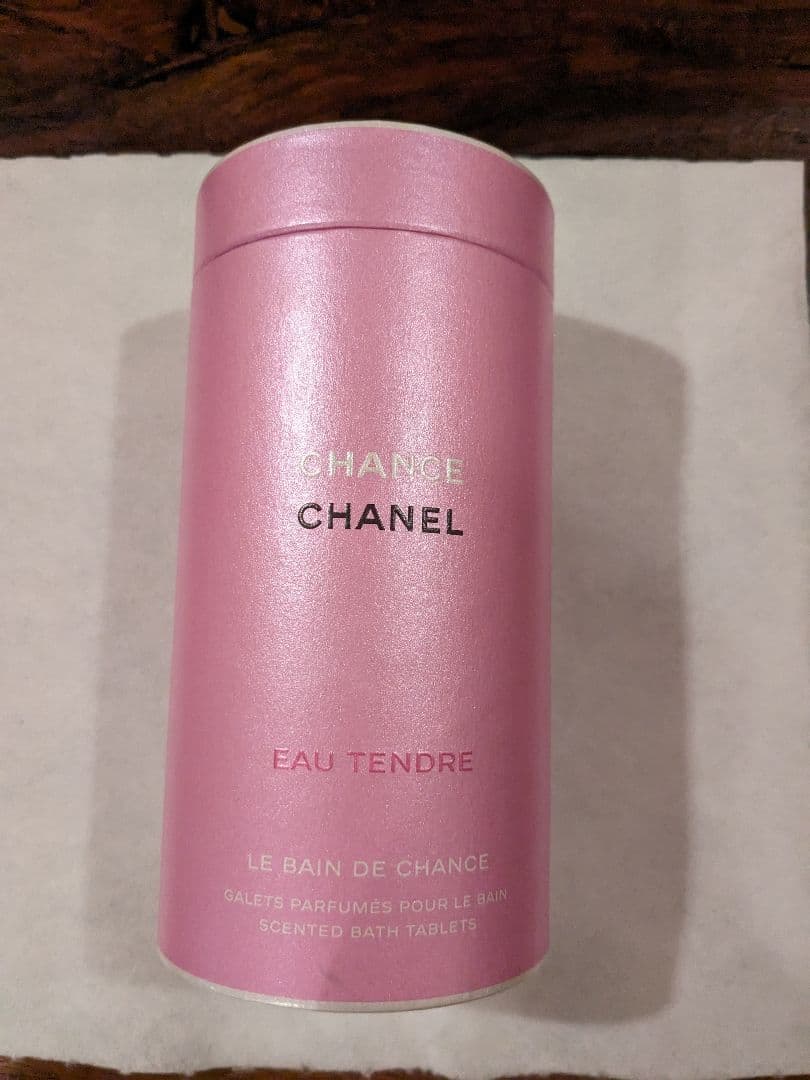 CHANCE
CHANEL
EAU TENDRE
LE BAIN DE CHANCE
GALETS PARFUMÉS POUR LE BAIN
SCENTED BATH TABLETS